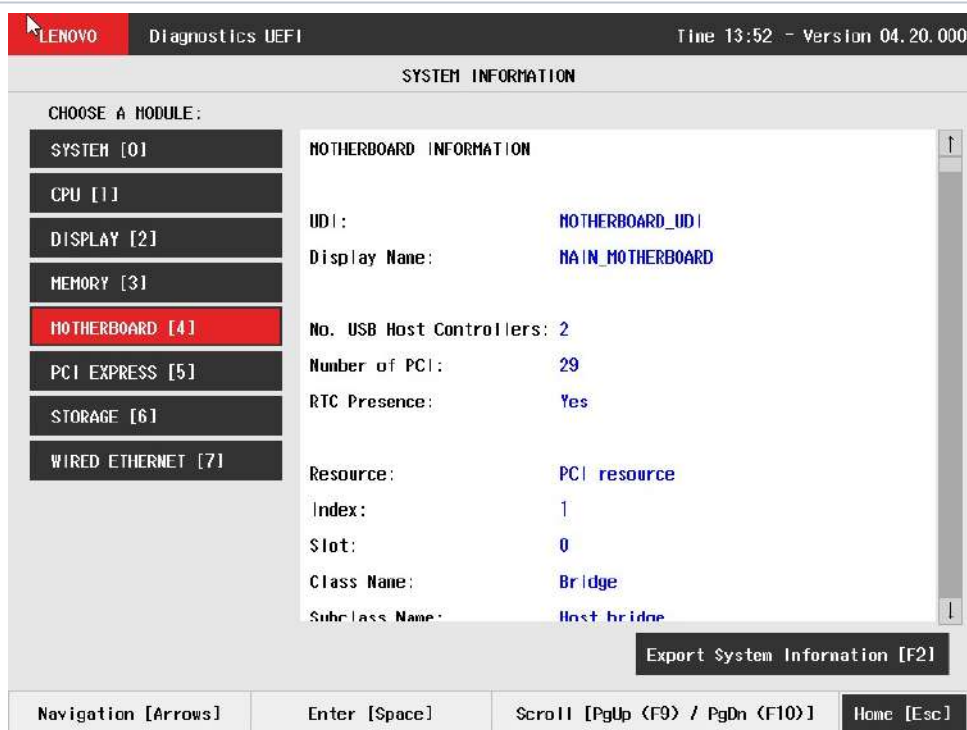 LENOVO Diagnostics UEFI Time 13:52 - Version 04.20.000
SYSTEM INFORMATION
CHOOSE A MODULE:
SYSTEM [0]
CPU [1]
DISPLAY [2]
MEMORY [3]
MOTHERBOARD [4]
PCI EXPRESS [5]
STORAGE [6]
WIRED ETHERNET [7]
MOTHERBOARD INFORMATION
UDI: MOTHERBOARD_UDI
Display Name: MAIN_MOTHERBOARD
No. USB Host Controllers: 2
Number of PCI: 29
RTC Presence: Yes
Resource: PCI resource
Index: 1
Slot: 0
Class Name: Bridge
Subclass Name: Host bridge
Export System Information [F2]
Navigation [Arrows] Enter [Space] Scroll [PgUp (F9) / PgDn (F10)] Home [Esc]